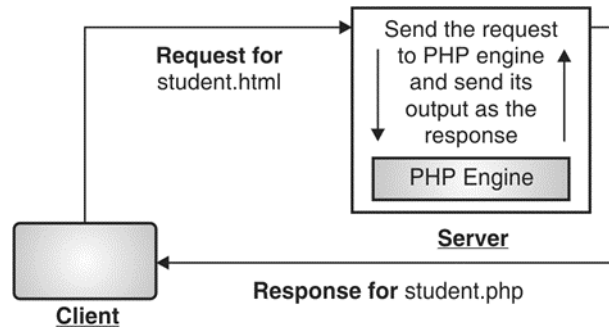 Request for
student.html
Send the request
to PHP engine
and send its
output as the
response
PHP Engine
Server
Response for student.php
Client